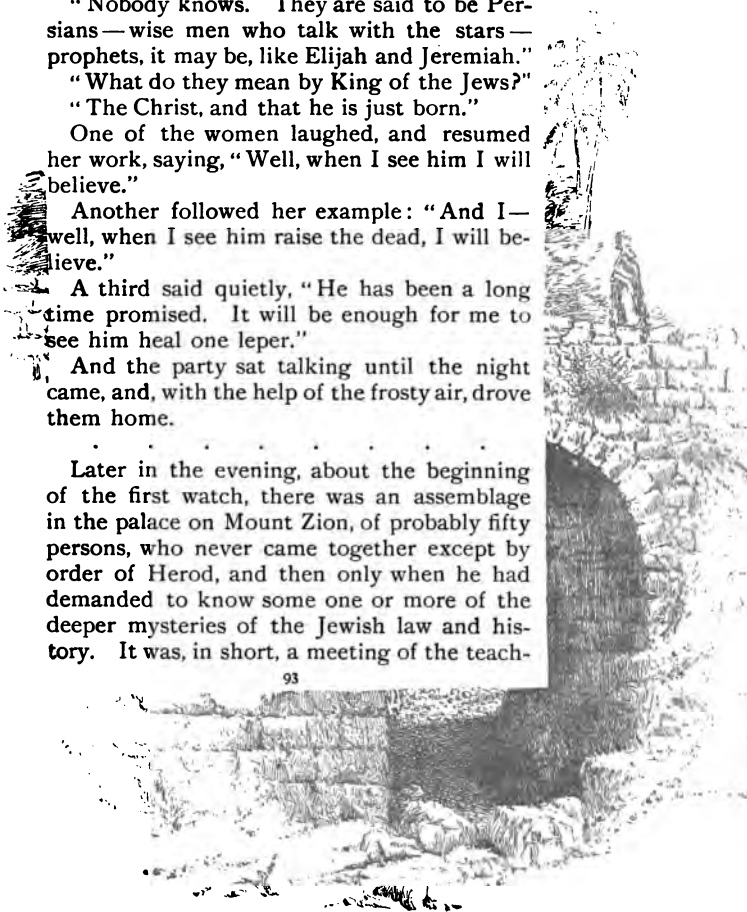 “Nobody knows. They are said to be Per-
sians—wise men who talk with the stars—
prophets, it may be, like Elijah and Jeremiah.”
“What do they mean by King of the Jews?”
“The Christ, and that he is just born.”
One of the women laughed, and resumed
her work, saying, “Well, when I see him I will
believe.”
Another followed her example: “And I—
well, when I see him raise the dead, I will be-
lieve.”
A third said quietly, “He has been a long
time promised. It will be enough for me to
see him heal one leper.”
And the party sat talking until the night
came, and, with the help of the frosty air, drove
them home.
. . . . . . . .
Later in the evening, about the beginning
of the first watch, there was an assemblage
in the palace on Mount Zion, of probably fifty
persons, who never came together except by
order of Herod, and then only when he had
demanded to know some one or more of the
deeper mysteries of the Jewish law and his-
tory. It was, in short, a meeting of the teach-
93